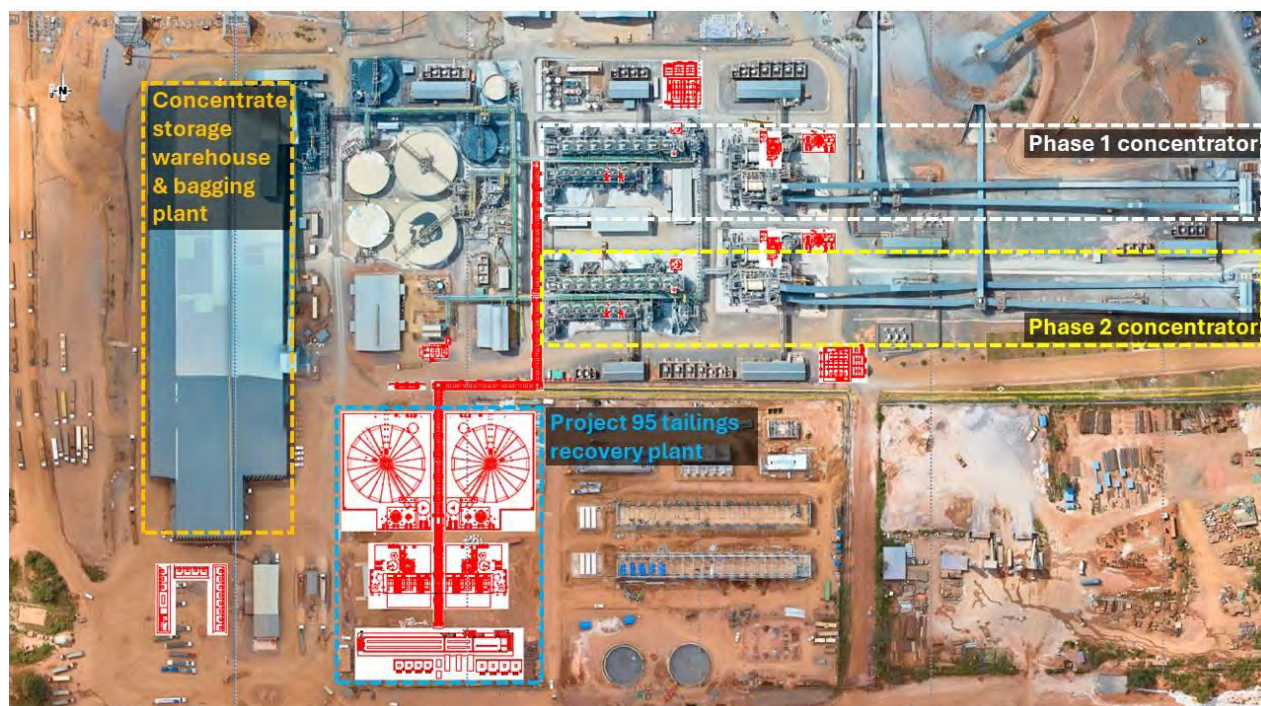 N
Concentrate
storage
warehouse
& bagging
plant
Phase 1 concentrator
Phase 2 concentrator
Project 95 tailings
recovery plant